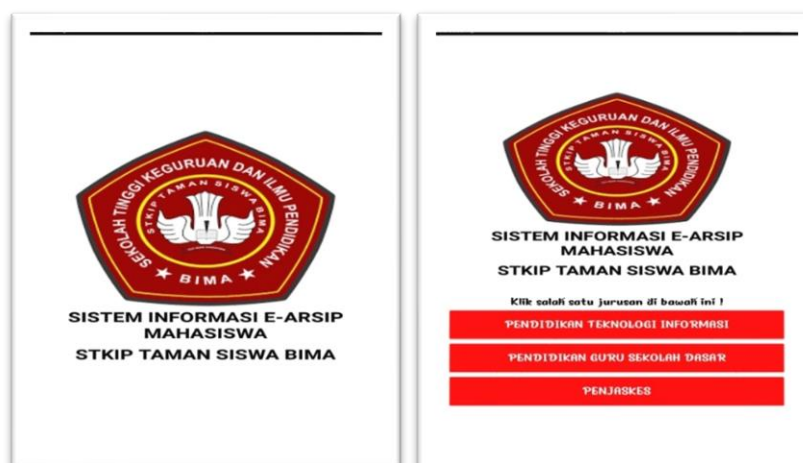 SEKOLAH TINGGI KEGURUAN DAN ILMU PENDIDIKAN
STKIP TAMAN SISWA BIMA
★ BIMA ★
SISTEM INFORMASI E-ARSIP
MAHASISWA
STKIP TAMAN SISWA BIMA
SEKOLAH TINGGI KEGURUAN DAN ILMU PENDIDIKAN
STKIP TAMAN SISWA BIMA
★ BIMA ★
SISTEM INFORMASI E-ARSIP
MAHASISWA
STKIP TAMAN SISWA BIMA
Klik salah satu jurusan di bawah ini !
PENDIDIKAN TEKNOLOGI INFORMASI
PENDIDIKAN GURU SEKOLAH DASAR
PENJASKES